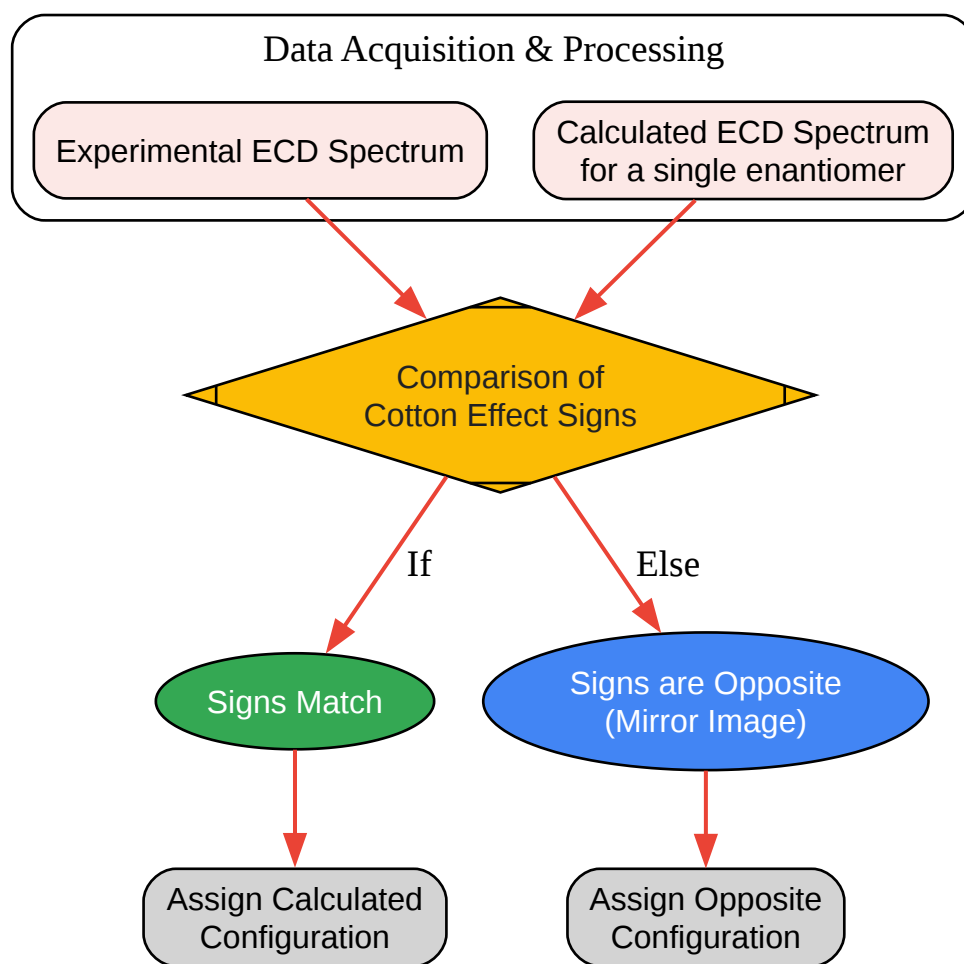 Data Acquisition & Processing
Experimental ECD Spectrum
Calculated ECD Spectrum
for a single enantiomer
Comparison of
Cotton Effect Signs
If
Else
Signs Match
Signs are Opposite
(Mirror Image)
Assign Calculated
Configuration
Assign Opposite
Configuration